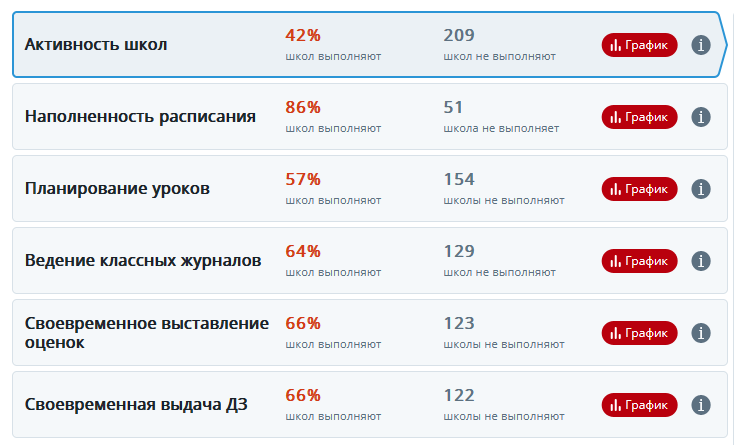 Активность школ
42%
школ выполняют
209
школ не выполняют
График
Наполненность расписания
86%
школ выполняют
51
школа не выполняет
График
Планирование уроков
57%
школ выполняют
154
школы не выполняют
График
Ведение классных журналов
64%
школ выполняют
129
школ не выполняют
График
Своевременное выставление
оценок
66%
школ выполняют
123
школы не выполняют
График
Своевременная выдача ДЗ
66%
школ выполняют
122
школы не выполняют
График